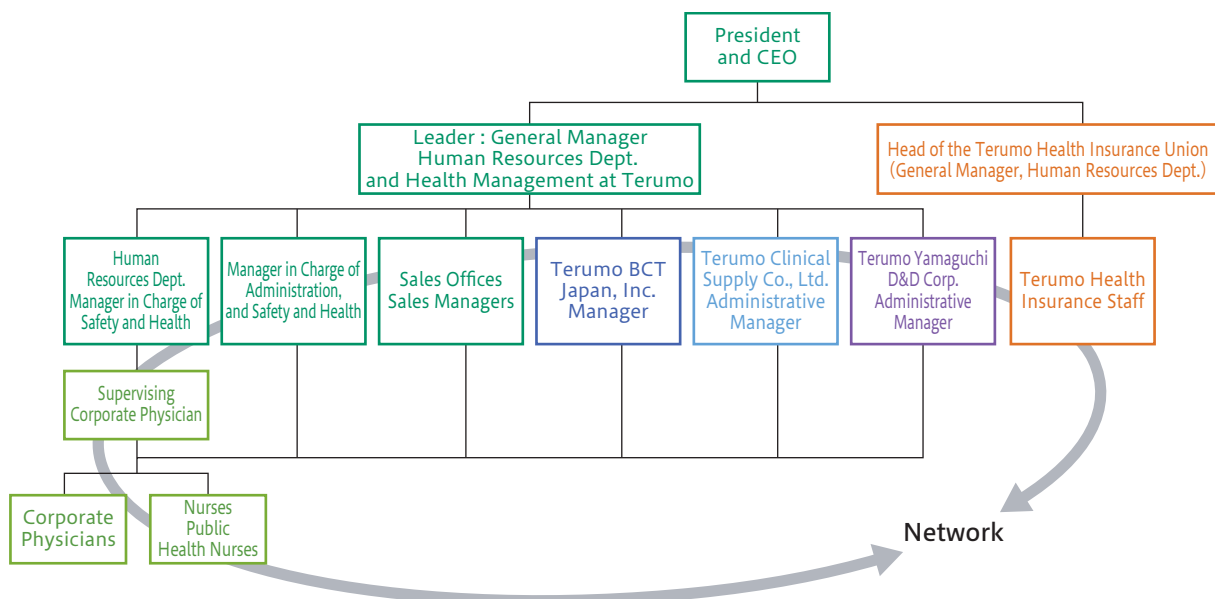 President
and CEO
Leader : General Manager
Human Resources Dept.
and Health Management at Terumo
Head of the Terumo Health Insurance Union
(General Manager, Human Resources Dept.)
Human
Resources Dept.
Manager in Charge of
Safety and Health
Manager in Charge of
Administration,
and Safety and Health
Sales Offices
Sales Managers
Terumo BCT
Japan, Inc.
Manager
Terumo Clinical
Supply Co., Ltd.
Administrative
Manager
Terumo Yamaguchi
D&D Corp.
Administrative
Manager
Terumo Health
Insurance Staff
Supervising
Corporate Physician
Corporate
Physicians
Nurses
Public
Health Nurses
Network